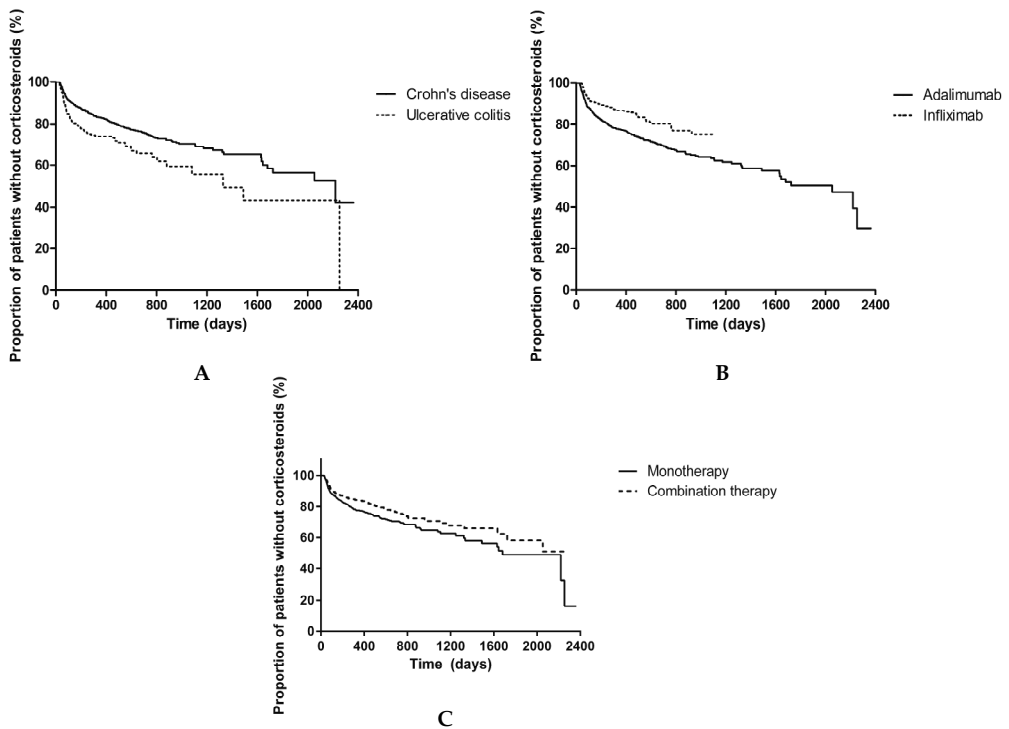 Proportion of patients without corticosteroids (%)
100
80
60
40
20
0
0 400 800 1200 1600 2000 2400
Time (days)
Crohn's disease
Ulcerative colitis
A
Proportion of patients without corticosteroids (%)
100
80
60
40
20
0
0 400 800 1200 1600 2000 2400
Time (days)
Adalimumab
Infliximab
B
Proportion of patients without corticosteroids (%)
100
80
60
40
20
0
0 400 800 1200 1600 2000 2400
Time (days)
Monotherapy
Combination therapy
C